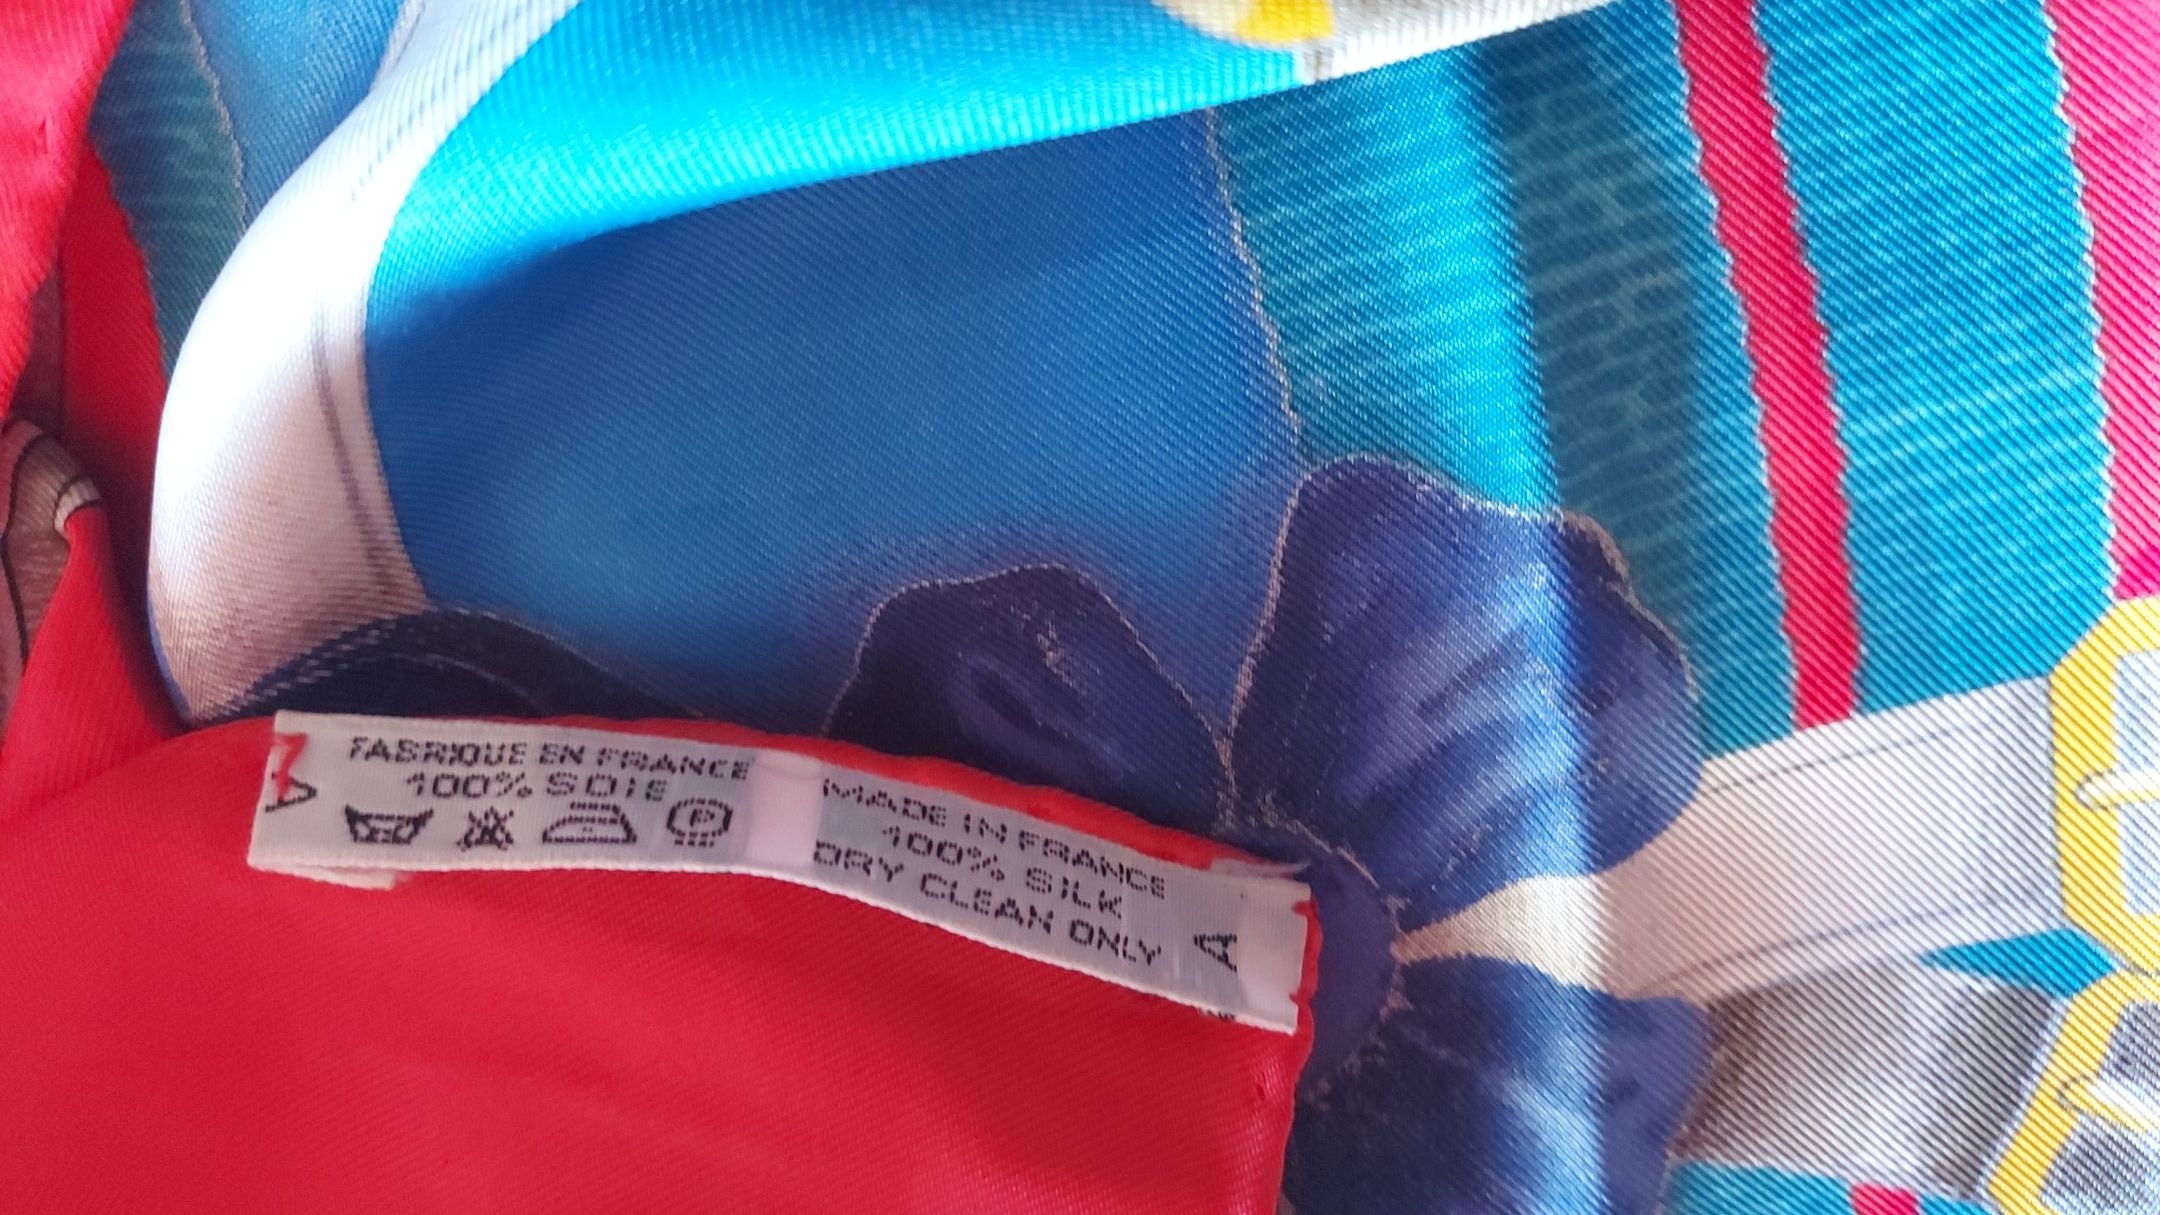 FABRIQUE EN FRANCE
100% SOIE
P
A
MADE IN FRANCE
100% SILK
DRY CLEAN ONLY
A